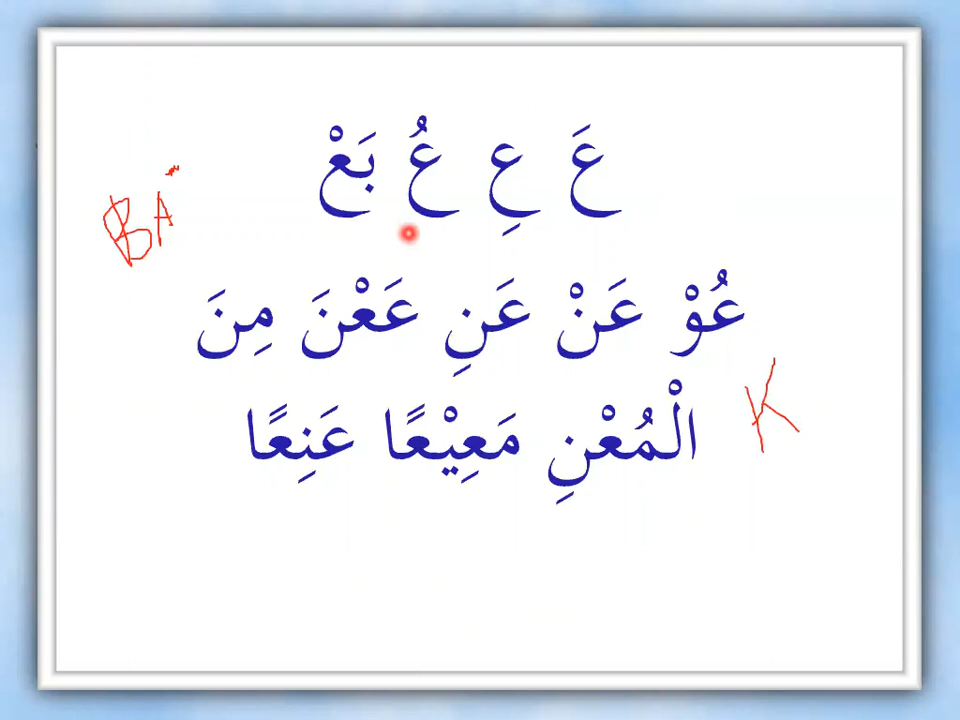 عَ عِ عُ بَعْ
BA"
عُوْ عَنْ عَنِ عَعْنَ مِنَ
الْمُعْنِ مَعِيْعًا عَنِعًا
K